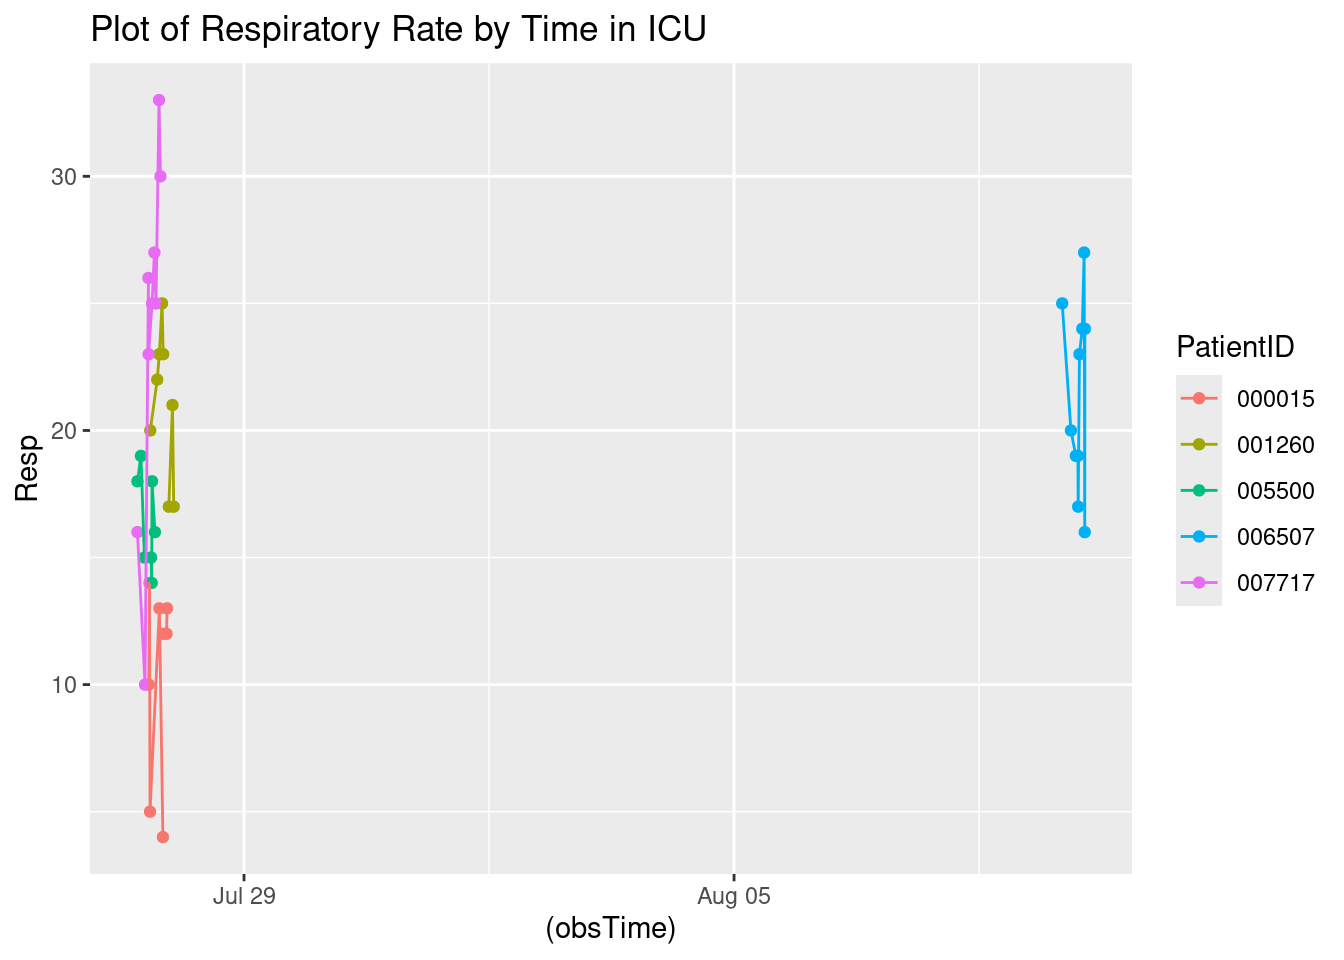 Plot of Respiratory Rate by Time in ICU
30
20
10
Resp
Jul 29
Aug 05
(obsTime)
PatientID
000015
001260
005500
006507
007717